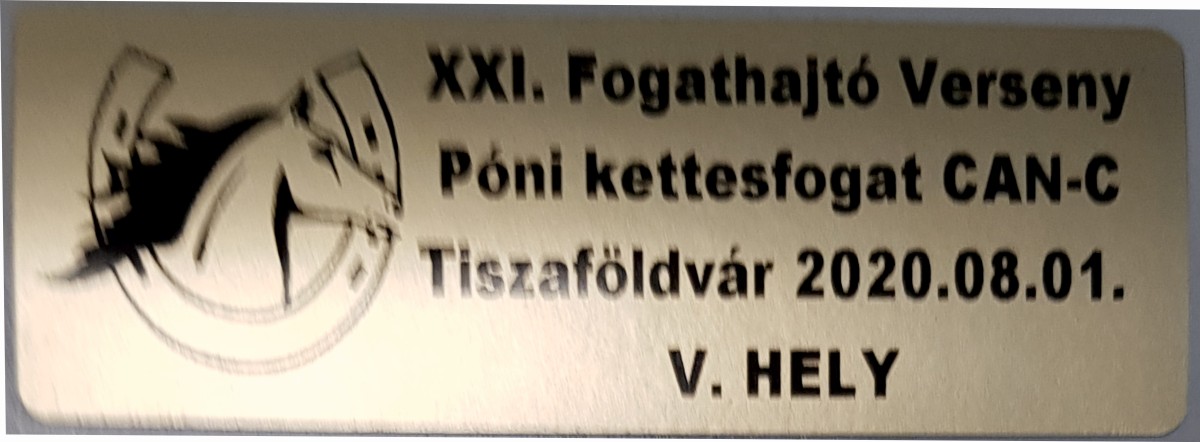 XXI. Fogathajtó Verseny
Póni kettesfogat CAN-C
Tiszaföldvár 2020.08.01.
V. HELY